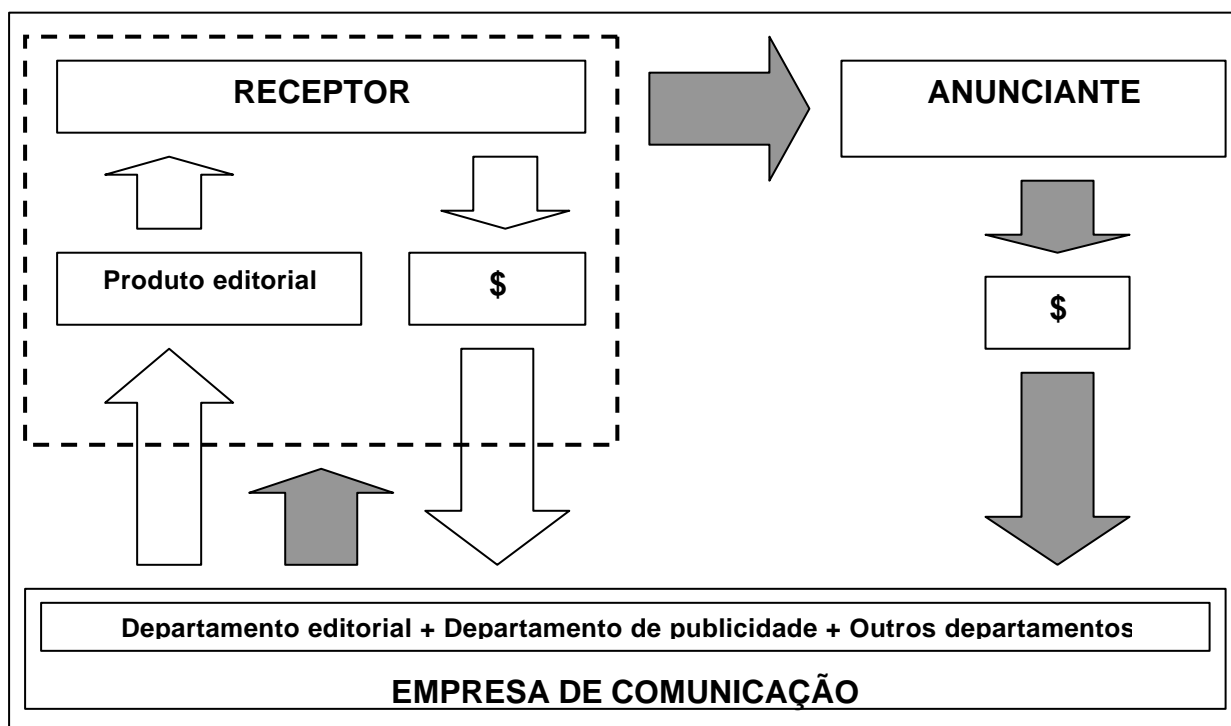 RECEPTOR
ANUNCIANTE
Produto editorial
$
$
Departamento editorial + Departamento de publicidade + Outros departamentos
EMPRESA DE COMUNICAÇÃO